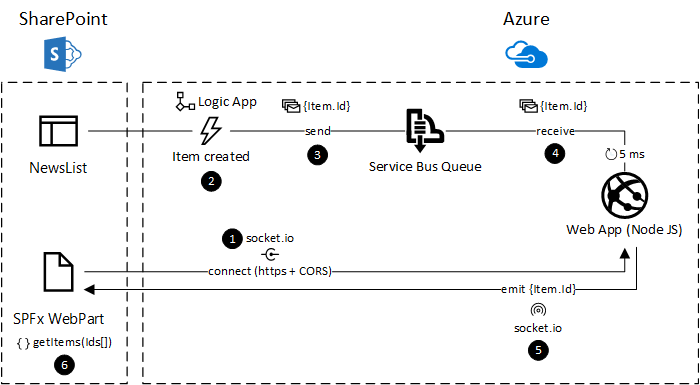 SharePoint
Azure
S
Logic App
{Item.Id}
{Item.Id}
NewsList
Item created
send
Service Bus Queue
receive
2
3
4
5 ms
Web App (Node JS)
1 socket.io
connect (https + CORS)
emit {Item.Id}
SPFx WebPart
socket.io
{ } getItems(Ids[])
5
6